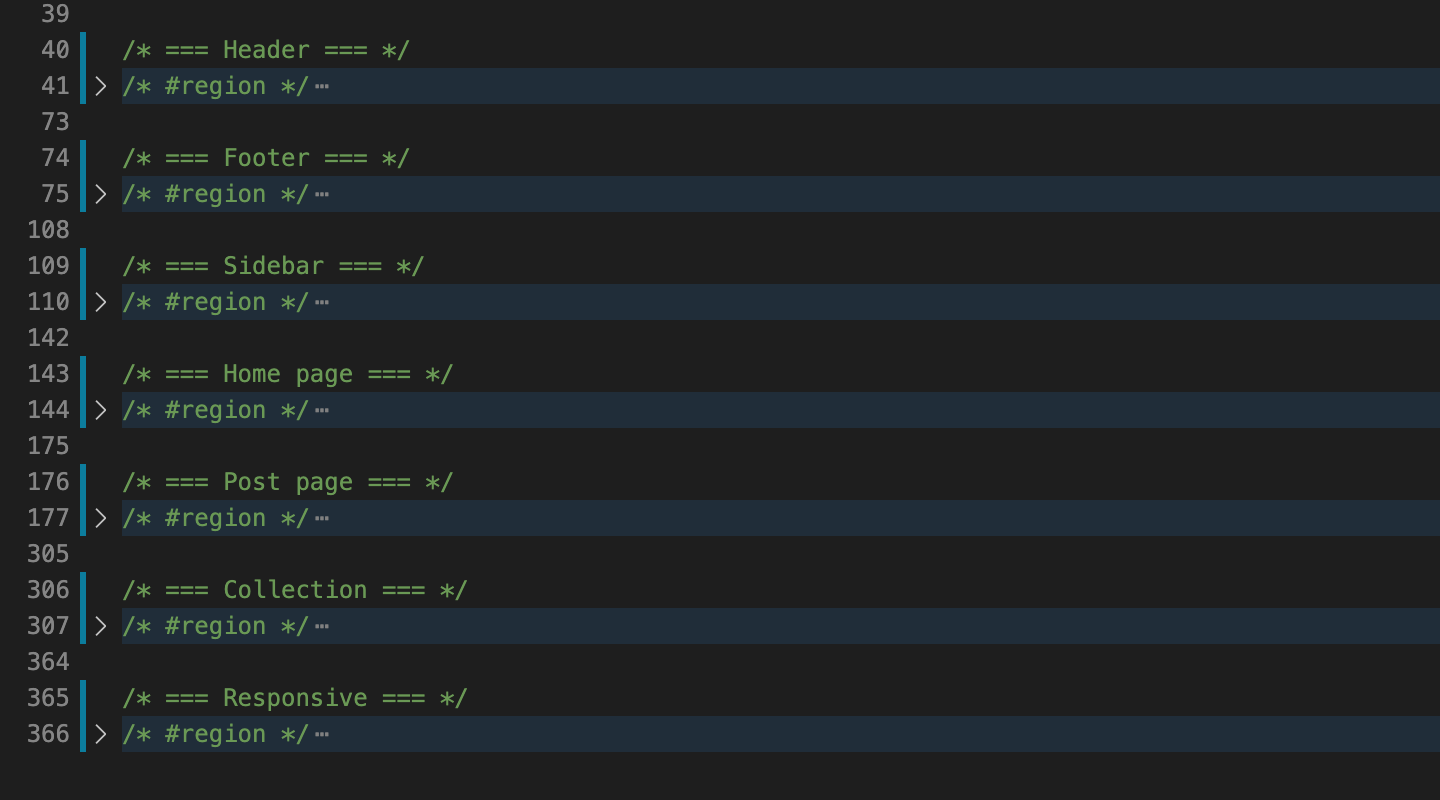 39
40 /* === Header === */
41 > /* #region */ ⋯
73
74 /* === Footer === */
75 > /* #region */ ⋯
108
109 /* === Sidebar === */
110 > /* #region */ ⋯
142
143 /* === Home page === */
144 > /* #region */ ⋯
175
176 /* === Post page === */
177 > /* #region */ ⋯
305
306 /* === Collection === */
307 > /* #region */ ⋯
364
365 /* === Responsive === */
366 > /* #region */ ⋯